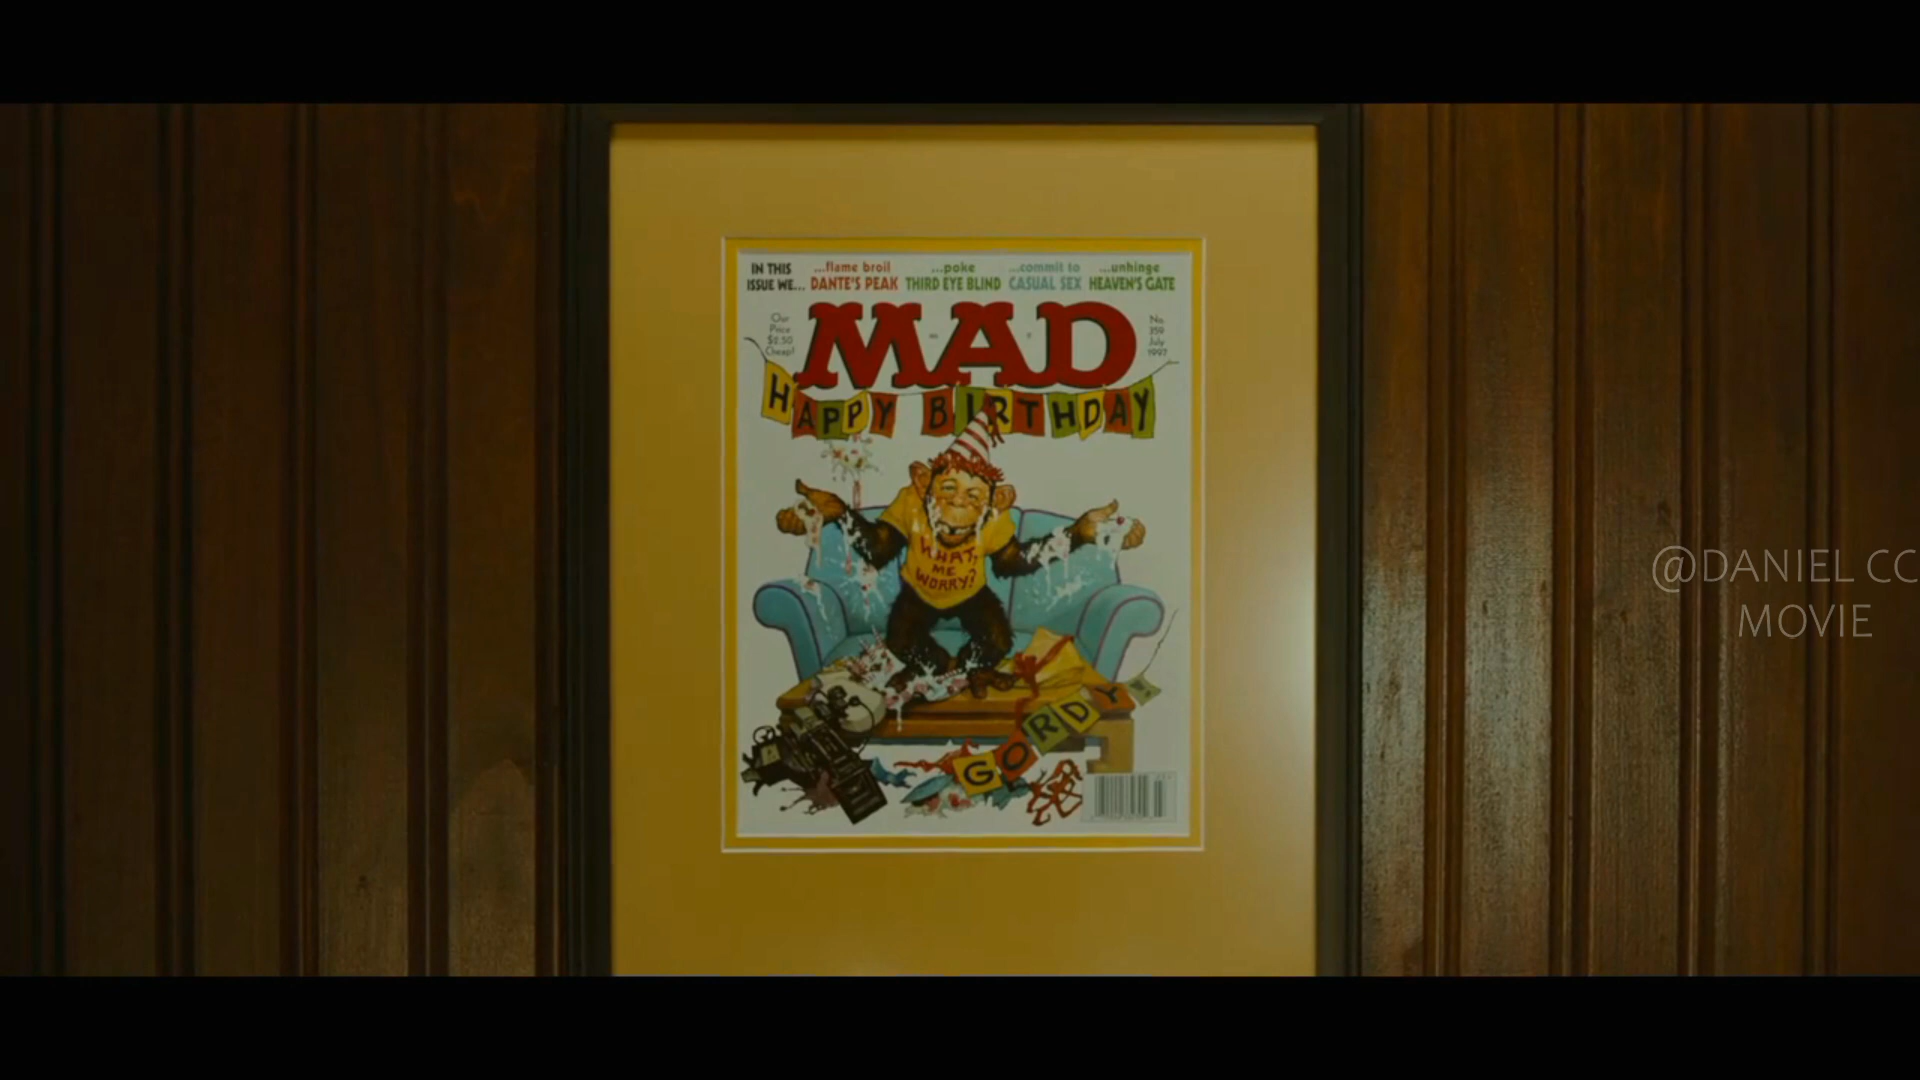 IN THIS
ISSUE WE...
...flame broil
DANTE'S PEAK
...poke
THIRD EYE BLIND
...commit to
CASUAL SEX
...unhinge
HEAVEN'S GATE
Our
Price
$2.50
Cheap!
MAD
No.
359
July
1997
HAPPY BIRTHDAY
WHAT,
ME
WORRY?
GORDY
@DANIEL CC
MOVIE